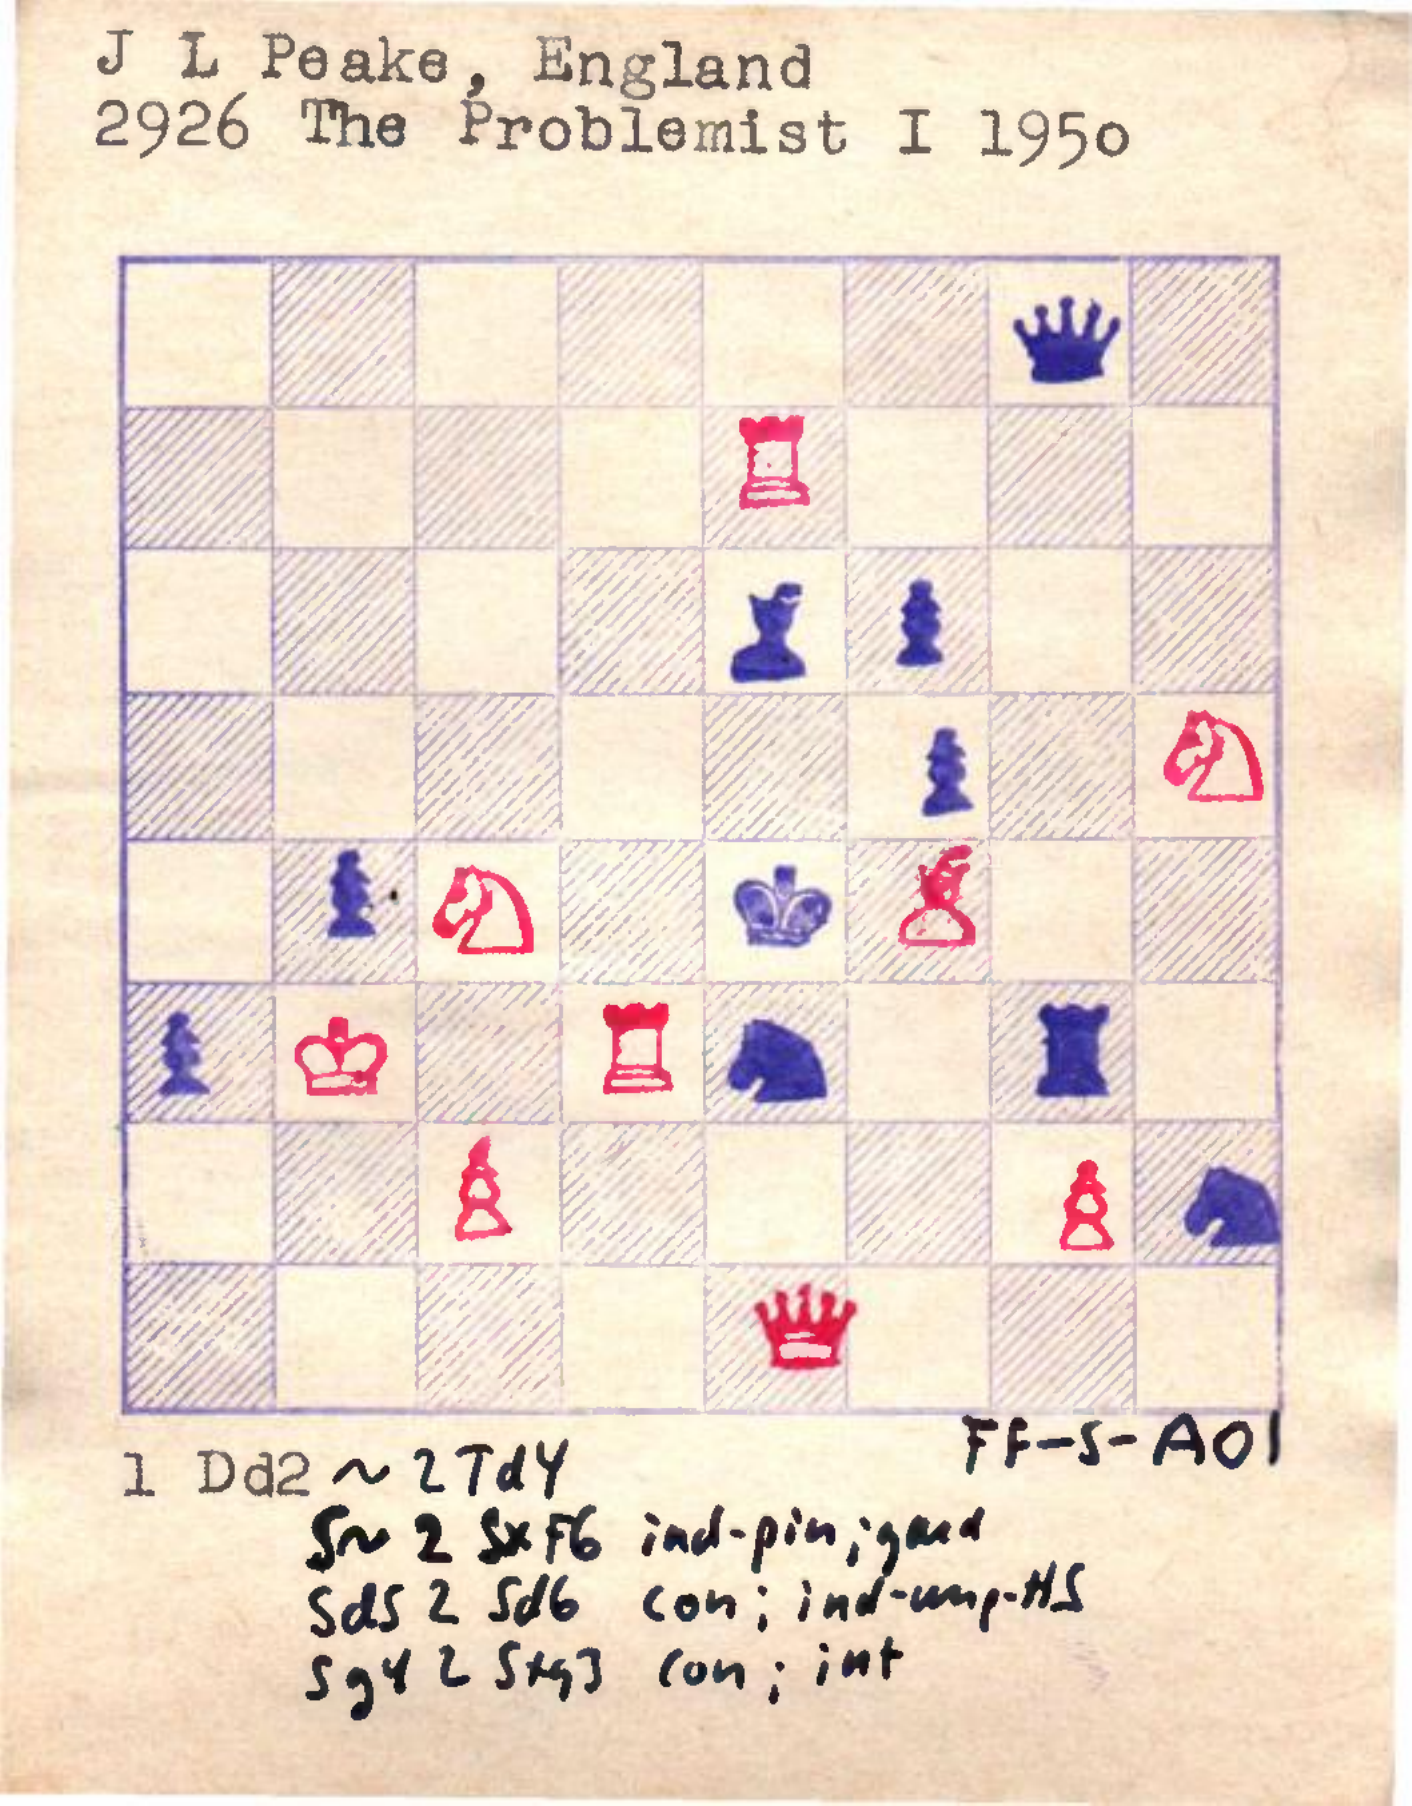 J L Peake, England
2926 The Problemist I 1950
FF-S-A01
1 Dd2 ~ 2 Td4
S~ 2 Sxf6 ind-pin; guard
Sd5 2 Sd6 con; ind-unp-HS
Sg4 2 Sxg3 con; int